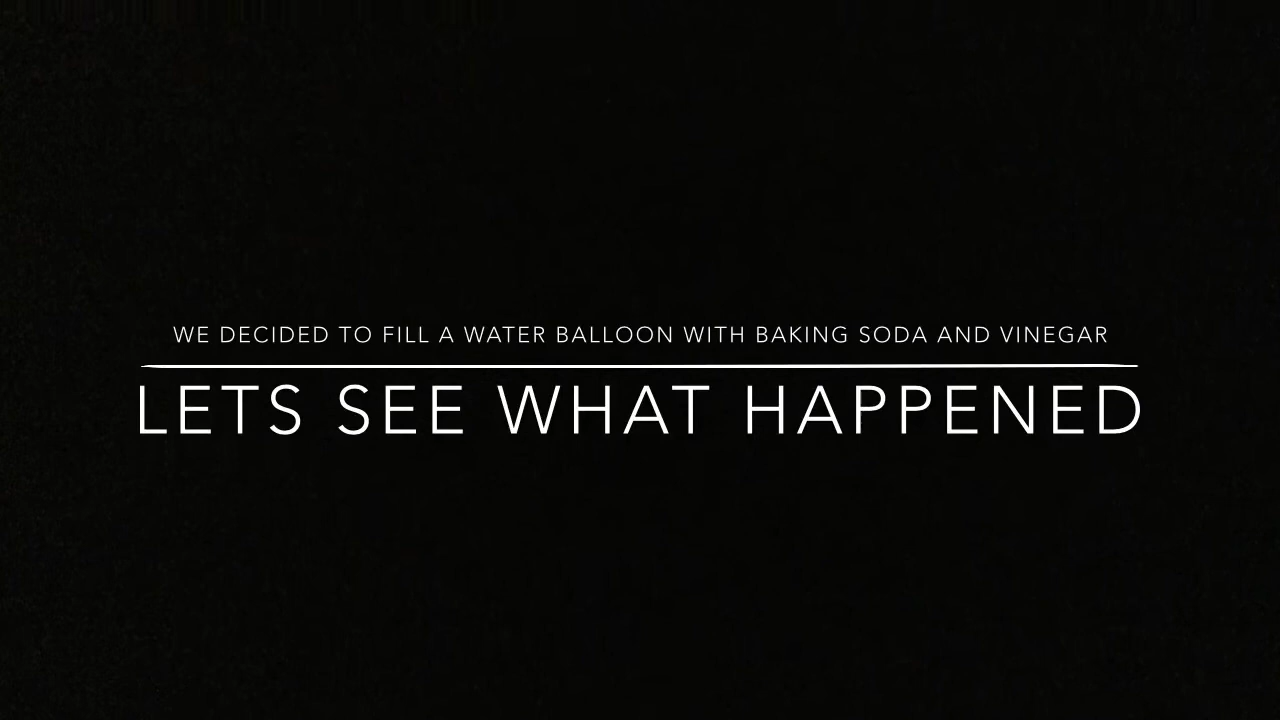 WE DECIDED TO FILL A WATER BALLOON WITH BAKING SODA AND VINEGAR
LETS SEE WHAT HAPPENED